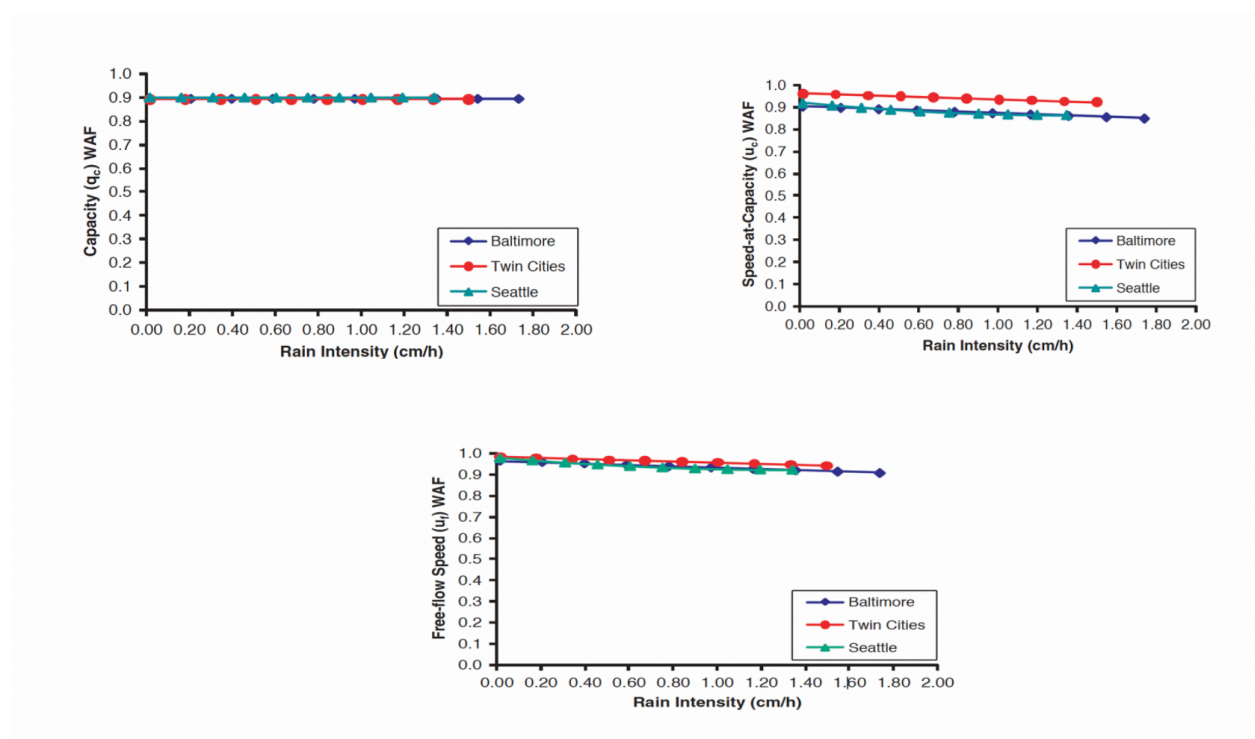 Capacity (qc) WAF
1.0
0.9
0.8
0.7
0.6
0.5
0.4
0.3
0.2
0.1
0.0
Baltimore
Twin Cities
Seattle
0.00 0.20 0.40 0.60 0.80 1.00 1.20 1.40 1.60 1.80 2.00
Rain Intensity (cm/h)
Speed-at-Capacity (uc) WAF
1.0
0.9
0.8
0.7
0.6
0.5
0.4
0.3
0.2
0.1
0.0
Baltimore
Twin Cities
Seattle
0.00 0.20 0.40 0.60 0.80 1.00 1.20 1.40 1.60 1.80 2.00
Rain Intensity (cm/h)
Free-flow Speed (uf) WAF
1.0
0.9
0.8
0.7
0.6
0.5
0.4
0.3
0.2
0.1
0.0
Baltimore
Twin Cities
Seattle
0.00 0.20 0.40 0.60 0.80 1.00 1.20 1.40 1.60 1.80 2.00
Rain Intensity (cm/h)